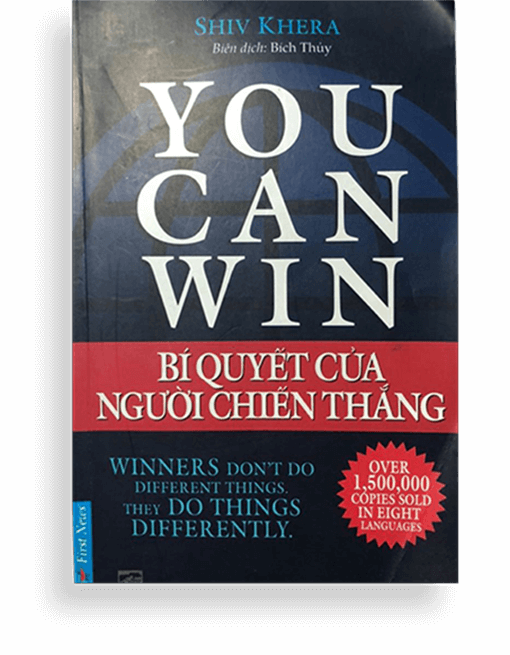 SHIV KHERA
Biên dịch: Bích Thủy
YOU
CAN
WIN
BÍ QUYẾT CỦA
NGƯỜI CHIẾN THẮNG
WINNERS DON'T DO
DIFFERENT THINGS.
THEY DO THINGS
DIFFERENTLY.
OVER
1,500,000
COPIES SOLD
IN EIGHT
LANGUAGES
First News